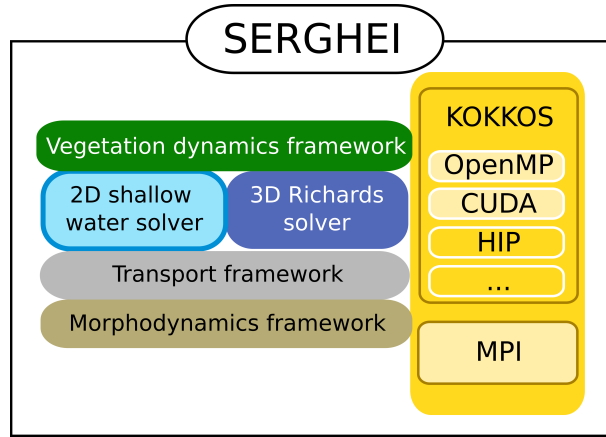 SERGHEI
Vegetation dynamics framework
2D shallow
water solver
3D Richards
solver
Transport framework
Morphodynamics framework
KOKKOS
OpenMP
CUDA
HIP
...
MPI